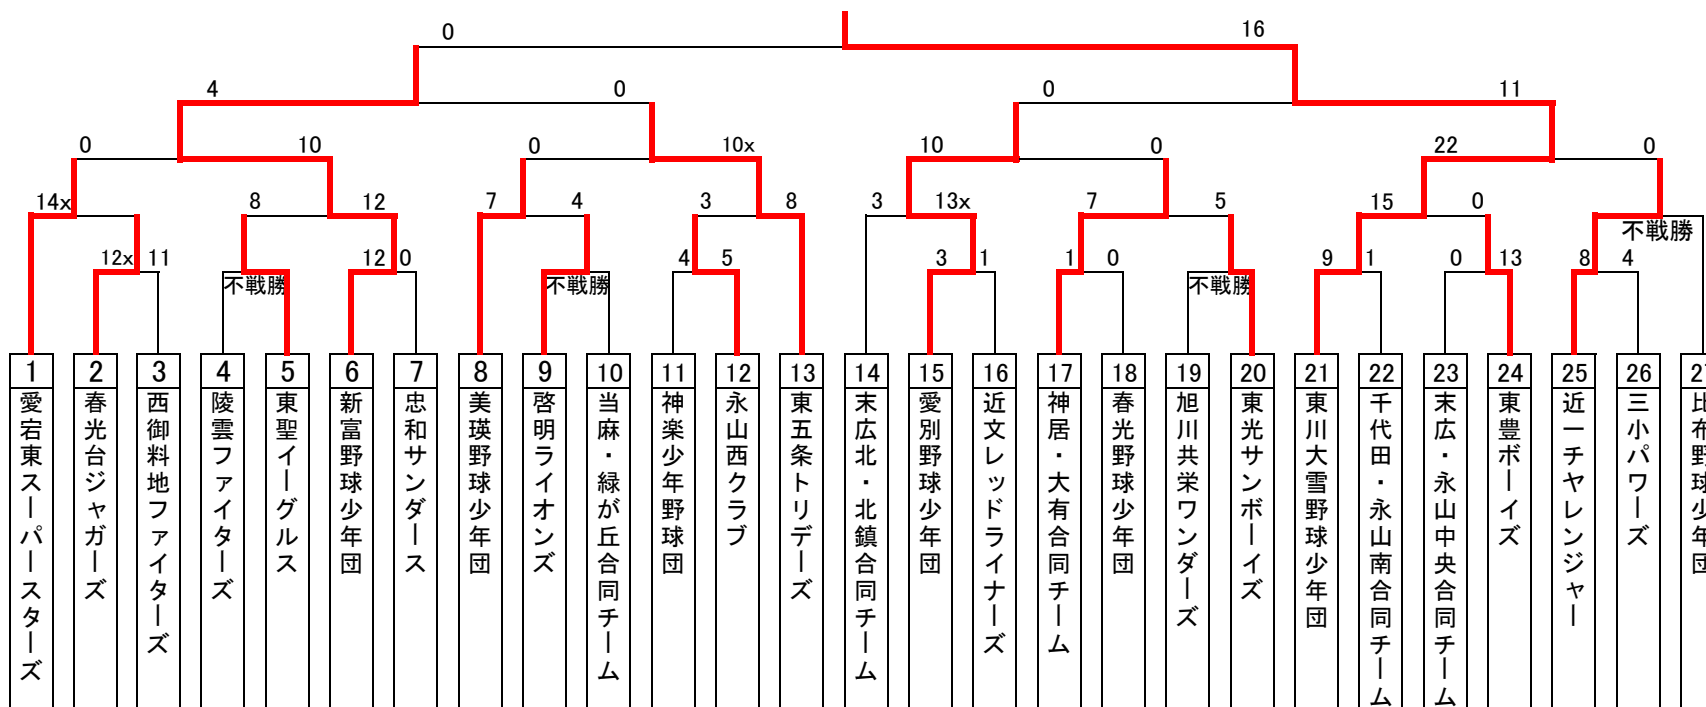 0 16
4 0 0 11
0 10 0 10x 10 0 22 0
14x 8 12 7 4 3 8 3 13x 7 5 15 0
不戦勝
12x 11 12 0 4 5 3 1 1 0 9 1 0 13 8 4
不戦勝 不戦勝 不戦勝
1 2 3 4 5 6 7 8 9 10 11 12 13 14 15 16 17 18 19 20 21 22 23 24 25 26 27
愛宕東スーパースターズ
春光台ジャガーズ
西御料地ファイターズ
陵雲ファイターズ
東聖イーグルス
新富野球少年団
忠和サンダース
美瑛野球少年団
啓明ライオンズ
当麻・緑が丘合同チーム
神楽少年野球団
永山西クラブ
東五条トリデーズ
末広北・北鎮合同チーム
愛別野球少年団
近文レッドライナーズ
神居・大有合同チーム
春光野球少年団
旭川共栄ワンダーズ
東光サンボーイズ
東川大雪野球少年団
千代田・永山南合同チーム
末広・永山中央合同チーム
東豊ボーイズ
近一チヤレンジャー
三小パワーズ
比布野球少年団